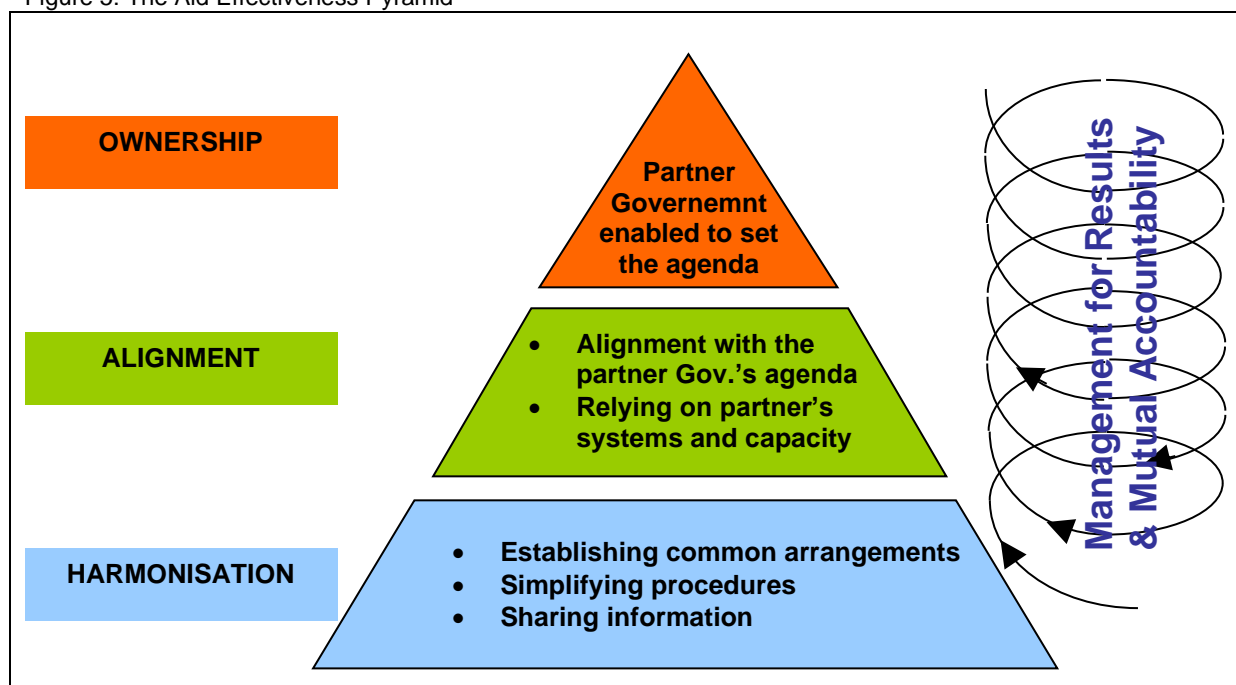 Figure 3: The Aid Effectiveness Pyramid
OWNERSHIP
Partner
Governemnt
enabled to set
the agenda
ALIGNMENT
• Alignment with the
partner Gov.'s agenda
• Relying on partner's
systems and capacity
HARMONISATION
• Establishing common arrangements
• Simplifying procedures
• Sharing information
Management for Results
& Mutual Accountability